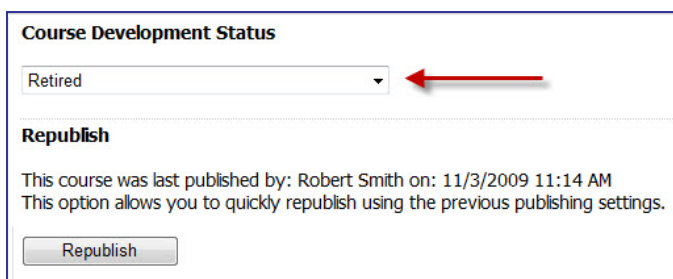 Course Development Status
Retired
Republish
This course was last published by: Robert Smith on: 11/3/2009 11:14 AM
This option allows you to quickly republish using the previous publishing settings.
Republish